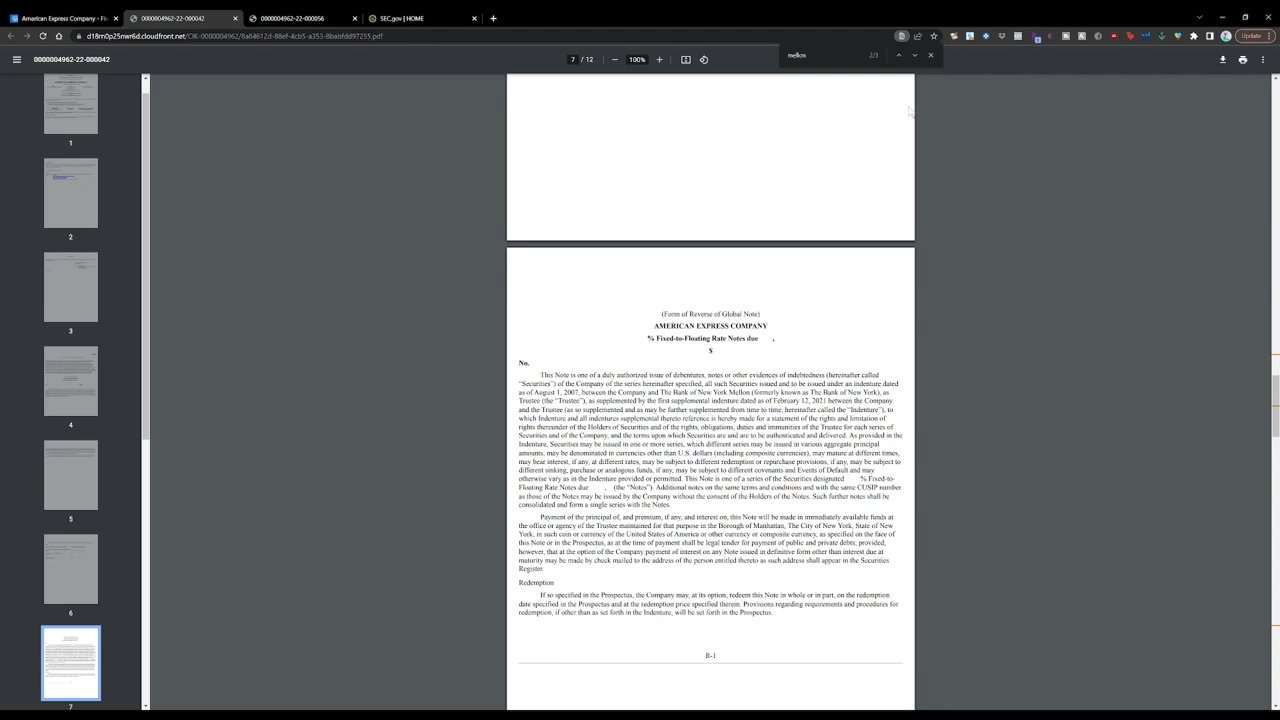 American Express Company - Fi
0000004962-22-000042
0000004962-22-000056
SEC.gov | HOME
d18rn0p25nwr6d.cloudfront.net/CIK-0000004962/8a84612d-88ef-4cb5-a353-8babfdd97255.pdf
Update
0000004962-22-000042
7 / 12
100%
mellon
2/3
1
2
3
4
5
6
7
(Form of Reverse of Global Note)
AMERICAN EXPRESS COMPANY
% Fixed-to-Floating Rate Notes due ,
$
No.
This Note is one of a duly authorized issue of debentures, notes or other evidences of indebtedness (hereinafter called
“Securities”) of the Company of the series hereinafter specified, all such Securities issued and to be issued under an indenture dated
as of August 1, 2007, between the Company and The Bank of New York Mellon (formerly known as The Bank of New York), as
Trustee (the “Trustee”), as supplemented by the first supplemental indenture dated as of February 12, 2021 between the Company
and the Trustee (as so supplemented and as may be further supplemented from time to time, hereinafter called the “Indenture”), to
which Indenture and all indentures supplemental thereto reference is hereby made for a statement of the rights and limitation of
rights thereunder of the Holders of Securities and of the rights, obligations, duties and immunities of the Trustee for each series of
Securities and of the Company, and the terms upon which Securities are and are to be authenticated and delivered. As provided in the
Indenture, Securities may be issued in one or more series, which different series may be issued in various aggregate principal
amounts, may be denominated in currencies other than U.S. dollars (including composite currencies), may mature at different times,
may bear interest, if any, at different rates, may be subject to different redemption or repurchase provisions, if any, may be subject to
different sinking, purchase or analogous funds, if any, may be subject to different covenants and Events of Default and may
otherwise vary as in the Indenture provided or permitted. This Note is one of a series of the Securities designated % Fixed-to-
Floating Rate Notes due , (the “Notes”). Additional notes on the same terms and conditions and with the same CUSIP number
as those of the Notes may be issued by the Company without the consent of the Holders of the Notes. Such further notes shall be
consolidated and form a single series with the Notes.
Payment of the principal of, and premium, if any, and interest on, this Note will be made in immediately available funds at
the office or agency of the Trustee maintained for that purpose in the Borough of Manhattan, The City of New York, State of New
York, in such coin or currency of the United States of America or other currency or composite currency, as specified on the face of
this Note or in the Prospectus, as at the time of payment shall be legal tender for payment of public and private debts; provided,
however, that at the option of the Company payment of interest on any Note issued in definitive form other than interest due at
maturity may be made by check mailed to the address of the person entitled thereto as such address shall appear in the Securities
Register.
Redemption
If so specified in the Prospectus, the Company may, at its option, redeem this Note in whole or in part, on the redemption
date specified in the Prospectus and at the redemption price specified therein. Provisions regarding requirements and procedures for
redemption, if other than as set forth in the Indenture, will be set forth in the Prospectus.
R-1